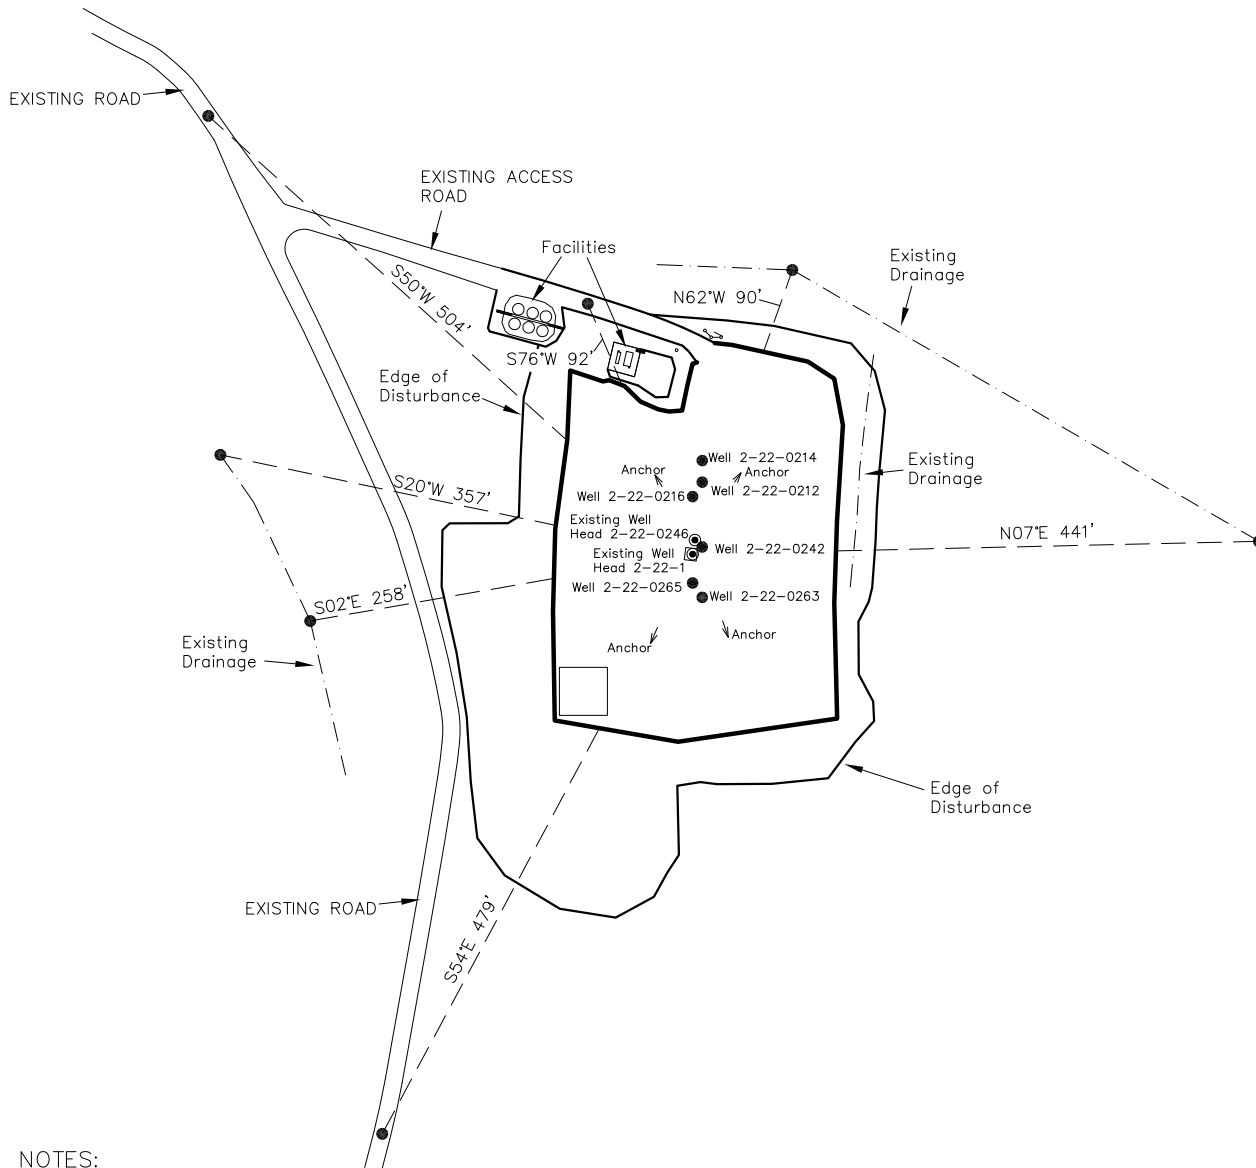 EXISTING ROAD
EXISTING ACCESS
ROAD
Facilities
Existing
Drainage
N62°W 90'
S50°W 504'
S76°W 92'
Edge of
Disturbance
Well 2-22-0214
Anchor
Anchor
Well 2-22-0212
Well 2-22-0216
Existing
Drainage
S20°W 357'
Existing Well
Head 2-22-0246
N07°E 441'
Well 2-22-0242
Existing Well
Head 2-22-1
Well 2-22-0265
Well 2-22-0263
S02°E 258'
Anchor
Anchor
Existing
Drainage
Edge of
Disturbance
EXISTING ROAD
S54°E 479'
NOTES: